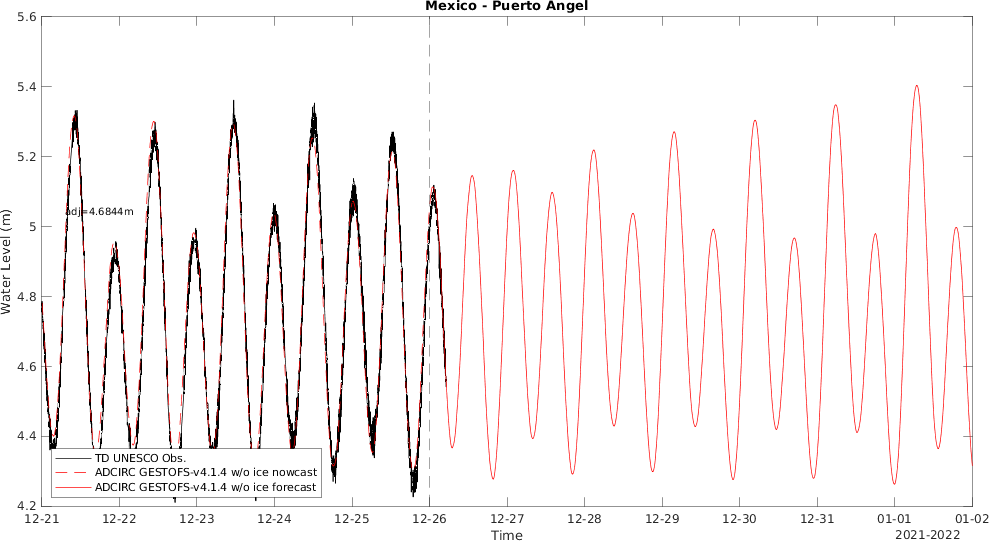 Mexico - Puerto Angel
5.6
5.4
5.2
5
4.8
4.6
4.4
4.2
Water Level (m)
adj=4.6844m
TD UNESCO Obs.
ADCIRC GESTOFS-v4.1.4 w/o ice nowcast
ADCIRC GESTOFS-v4.1.4 w/o ice forecast
12-21 12-22 12-23 12-24 12-25 12-26 12-27 12-28 12-29 12-30 12-31 01-01 01-02
Time
2021-2022